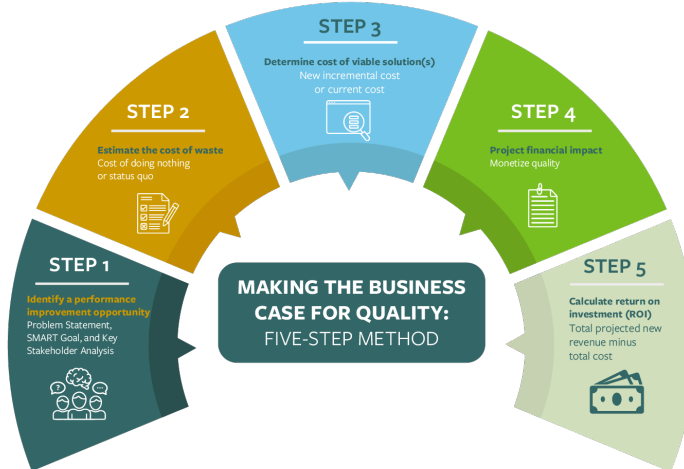 STEP 1
Identify a performance
improvement opportunity
Problem Statement,
SMART Goal, and Key
Stakeholder Analysis
?
...
STEP 2
Estimate the cost of waste
Cost of doing nothing
or status quo
STEP 3
Determine cost of viable solution(s)
New incremental cost
or current cost
STEP 4
Project financial impact
Monetize quality
STEP 5
Calculate return on
investment (ROI)
Total projected new
revenue minus
total cost
MAKING THE BUSINESS
CASE FOR QUALITY:
FIVE-STEP METHOD